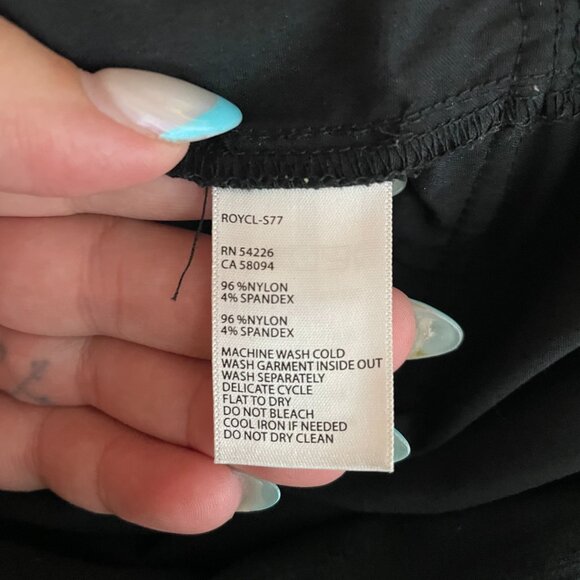 ROYCL-S77
RN 54226
CA 58094
96 %NYLON
4% SPANDEX
96 %NYLON
4% SPANDEX
MACHINE WASH COLD
WASH GARMENT INSIDE OUT
WASH SEPARATELY
DELICATE CYCLE
FLAT TO DRY
DO NOT BLEACH
COOL IRON IF NEEDED
DO NOT DRY CLEAN